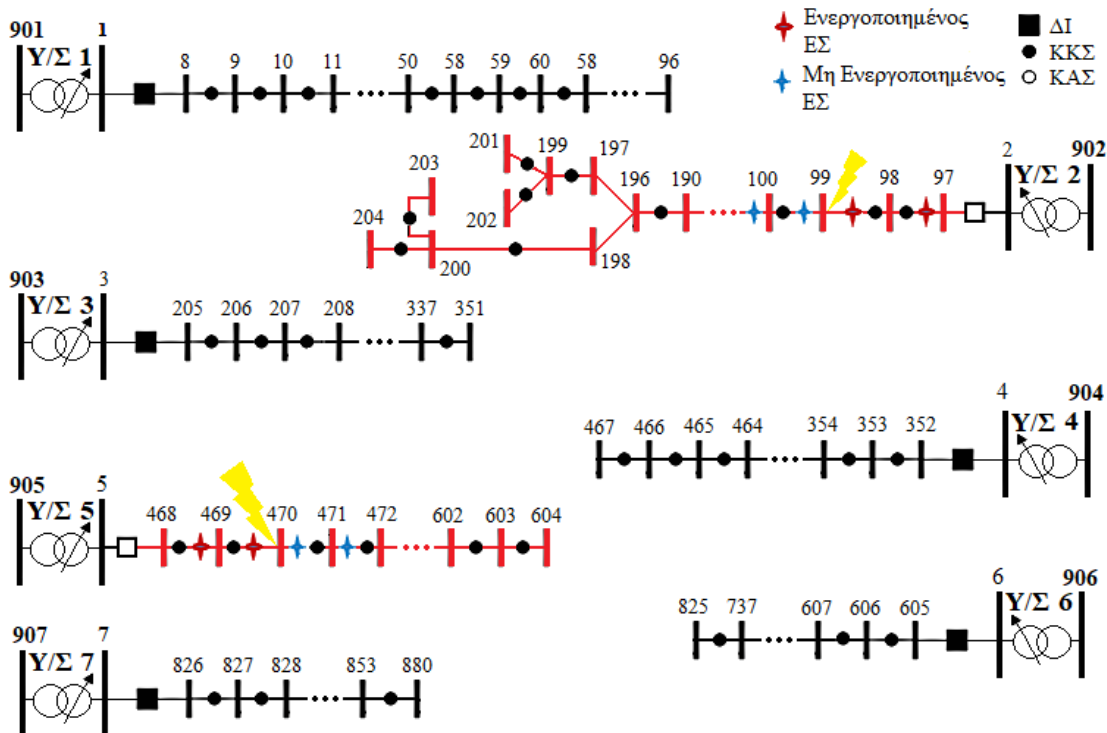 901 1
Υ/Σ 1
8 9 10 11 50 58 59 60 58 96
Ενεργοποιημένος
ΕΣ
Μη Ενεργοποιημένος
ΕΣ
ΔΙ
ΚΚΣ
ΚΑΣ
201 199 197
203
202
204
200
198
196 190 100 99 98 97
2 902
Υ/Σ 2
903 3
Υ/Σ 3
205 206 207 208 337 351
467 466 465 464 354 353 352
4 904
Υ/Σ 4
905 5
Υ/Σ 5
468 469 470 471 472 602 603 604
825 737 607 606 605
6 906
Υ/Σ 6
907 7
Υ/Σ 7
826 827 828 853 880